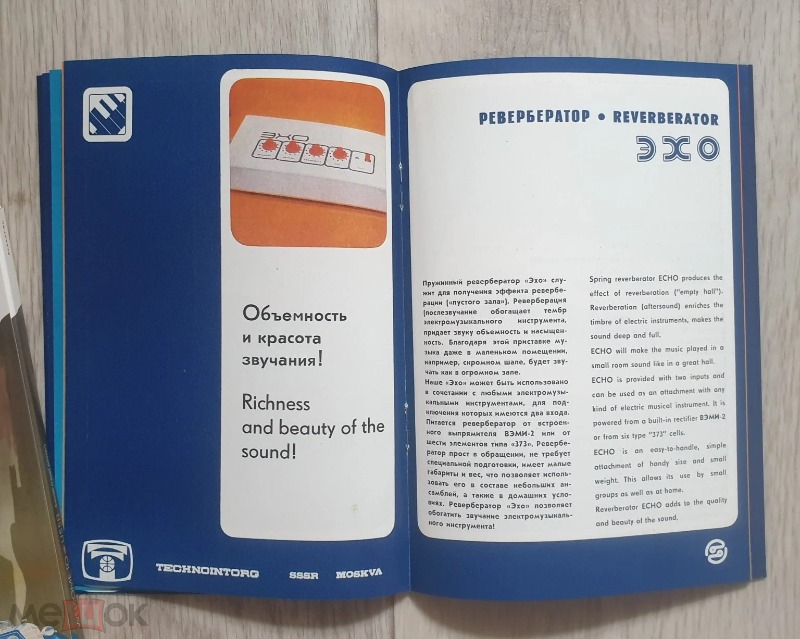 ЭХО
Объемность
и красота
звучания!
Richness
and beauty of the
sound!
TECHNOINTORG SSSR MOSKVA
РЕВЕРБЕРАТОР • REVERBERATOR
ЭХО
Пружинный ревербератор «Эхо» слу-
жит для получения эффекта ревербе-
рации («пустого зала»). Реверберация
(послезвучание обогащает тембр
электромузыкального инструмента,
придает звуку объемность и насыщен-
ность. Благодаря этой приставке му-
зыка даже в маленьком помещении,
например, скромном зале, будет зву-
чать как в огромном зале.
Наше «Эхо» может быть использовано
в сочетании с любыми электромузы-
кальными инструментами, для под-
ключения которых имеются два входа.
Питается ревербератор от встроен-
ного выпрямителя ВЭМИ-2 или от
шести элементов типа «373». Ревербе-
ратор прост в обращении, не требует
специальной подготовки, имеет малые
габариты и вес, что позволяет исполь-
зовать его в составе небольших ан-
самблей, а также в домашних усло-
виях. Ревербератор «Эхо» позволяет
обогатить звучание электромузыкаль-
ного инструмента!
Spring reverberator ECHO produces the
effect of reverberation ("empty hall").
Reverberation (aftersound) enriches the
timbre of electric instruments, makes the
sound deep and full.
ECHO will make the music played in a
small room sound like in a great hall.
ECHO is provided with two inputs and
can be used as an attachment with any
kind of electric musical instrument. It is
powered from a built-in rectifier ВЭМИ-2
or from six type "373" cells.
ECHO is an easy-to-handle, simple
attachment of handy size and small
weight. This allows its use by small
groups as well as at home.
Reverberator ECHO adds to the quality
and beauty of the sound.
мешок